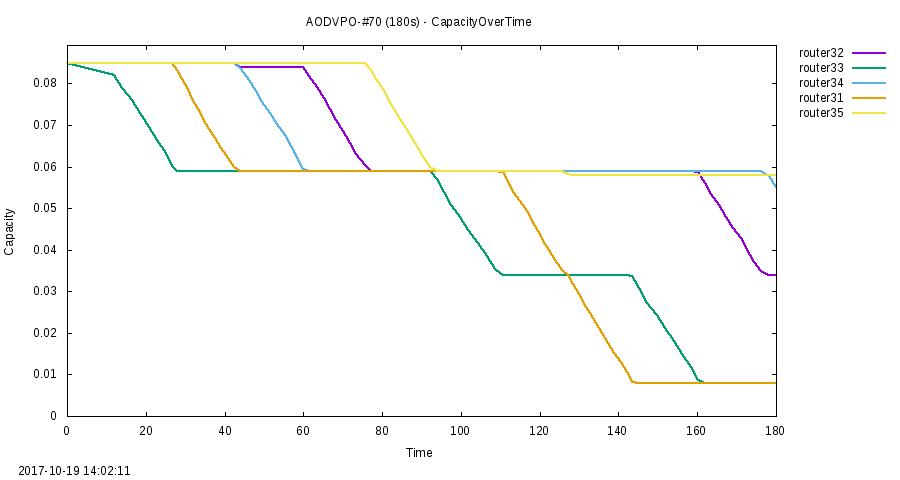 AODVPO-#70 (180s) - CapacityOverTime
router32
router33
router34
router31
router35
0.08
0.07
0.06
0.05
0.04
0.03
0.02
0.01
0
Capacity
0 20 40 60 80 100 120 140 160 180
Time
2017-10-19 14:02:11